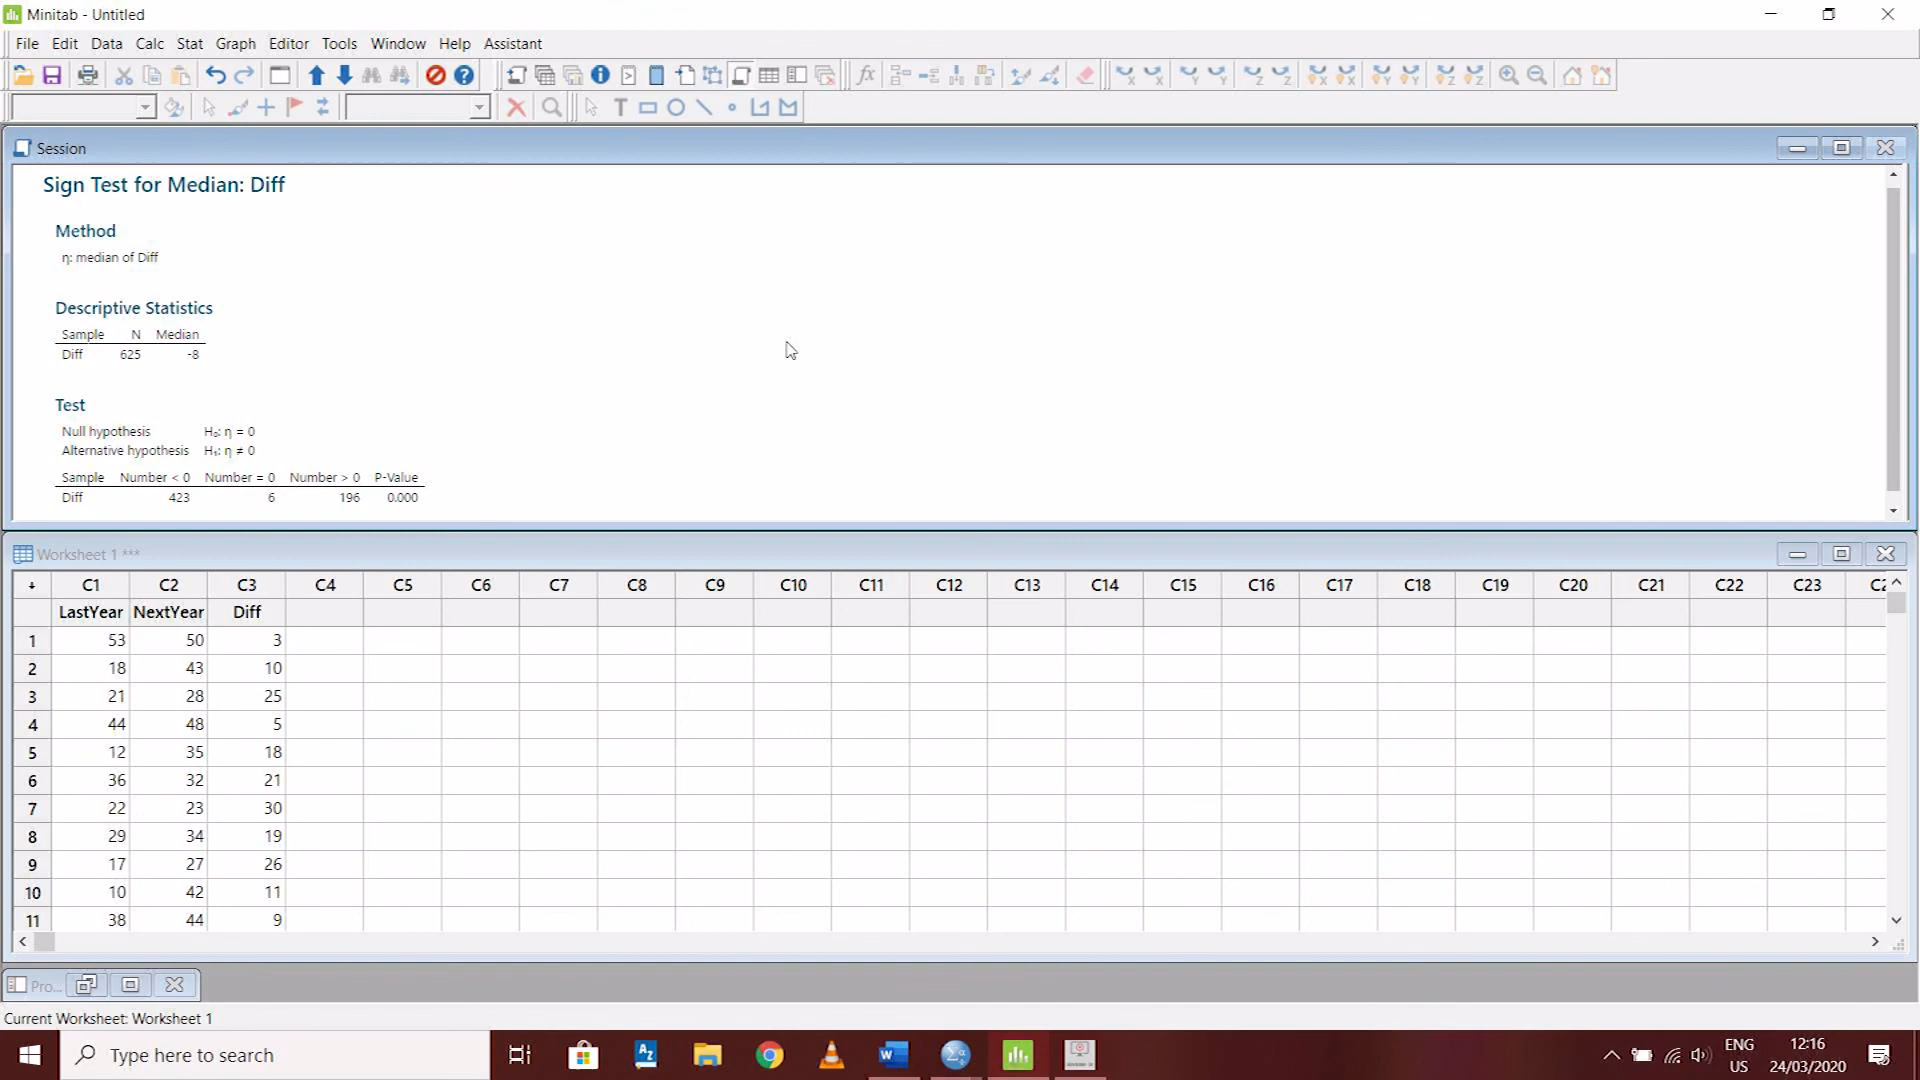 Minitab - Untitled
File Edit Data Calc Stat Graph Editor Tools Window Help Assistant
Session
Sign Test for Median: Diff
Method
η: median of Diff
Descriptive Statistics
Sample N Median
Diff 625 -8
Test
Null hypothesis H₀: η = 0
Alternative hypothesis H₁: η ≠ 0
Sample Number < 0 Number = 0 Number > 0 P-Value
Diff 423 6 196 0.000
Worksheet 1 ***
C1 C2 C3 C4 C5 C6 C7 C8 C9 C10 C11 C12 C13 C14 C15 C16 C17 C18 C19 C20 C21 C22 C23
LastYear NextYear Diff
1 53 50 3
2 18 43 10
3 21 28 25
4 44 48 5
5 12 35 18
6 36 32 21
7 22 23 30
8 29 34 19
9 17 27 26
10 10 42 11
11 38 44 9
Pro...
Current Worksheet: Worksheet 1
Type here to search
ENG
US
12:16
24/03/2020